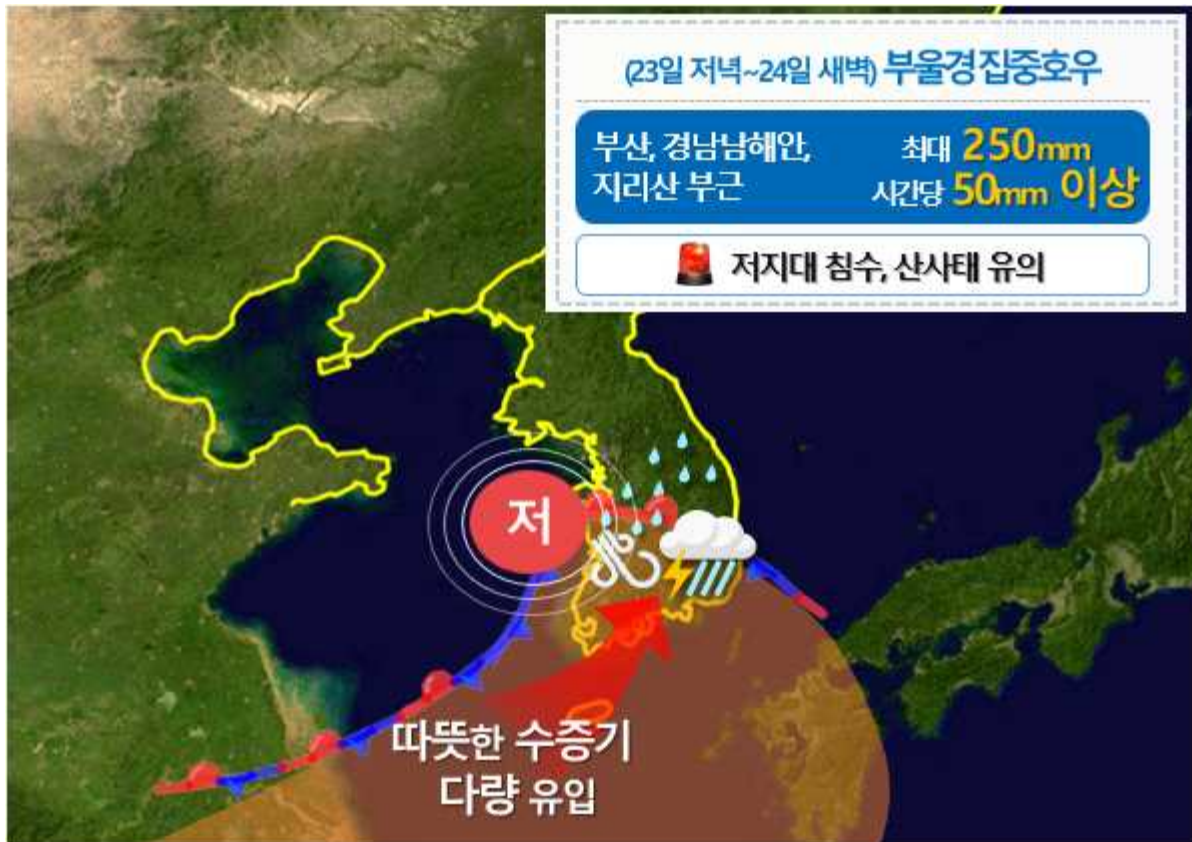 (23일 저녁~24일 새벽) 부울경 집중호우
부산, 경남남해안, 최대 250mm
지리산 부근 시간당 50mm 이상
저지대 침수, 산사태 유의
저
따뜻한 수증기
다량 유입